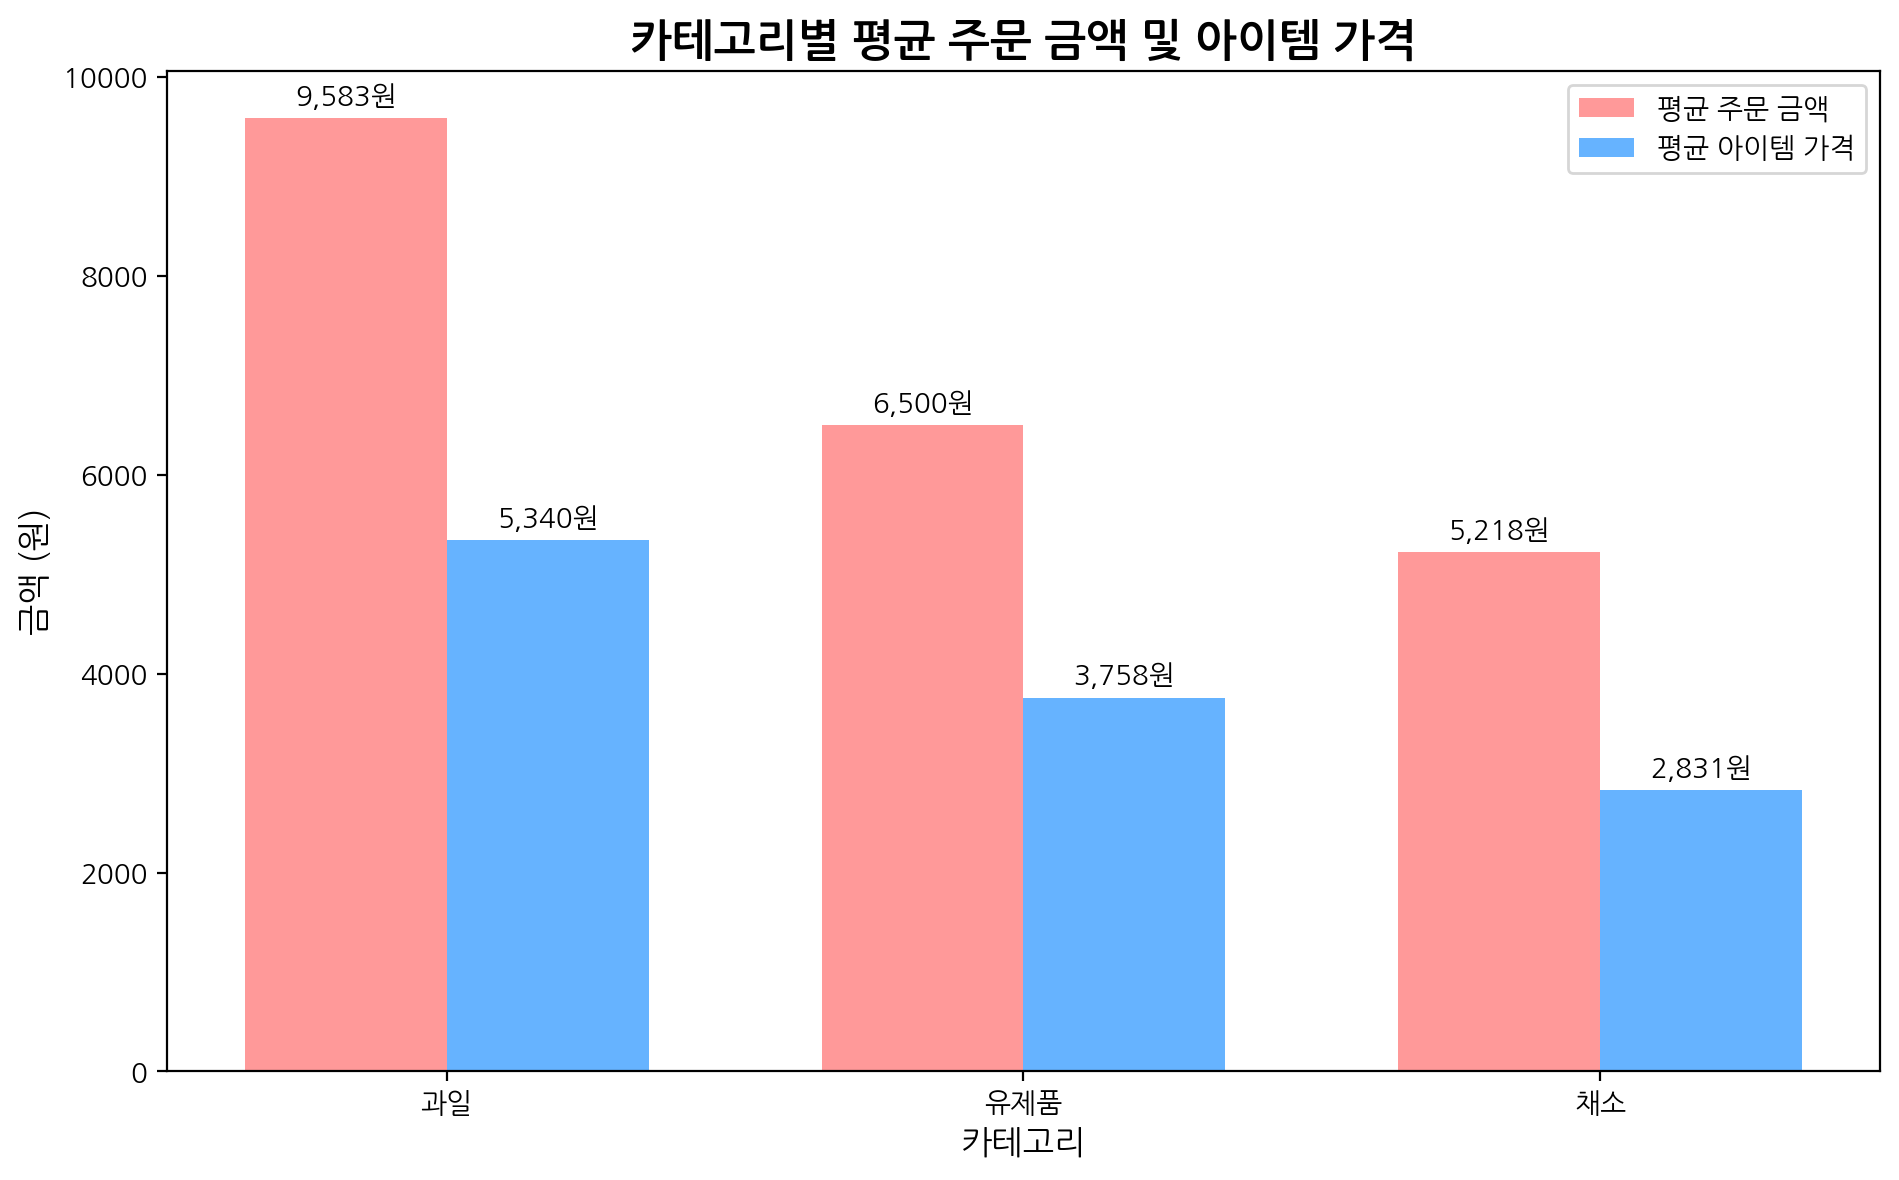 카테고리별 평균 주문 금액 및 아이템 가격
10000
8000
6000
4000
2000
0
금액 (원)
9,583원
5,340원
6,500원
3,758원
5,218원
2,831원
평균 주문 금액
평균 아이템 가격
과일
유제품
채소
카테고리